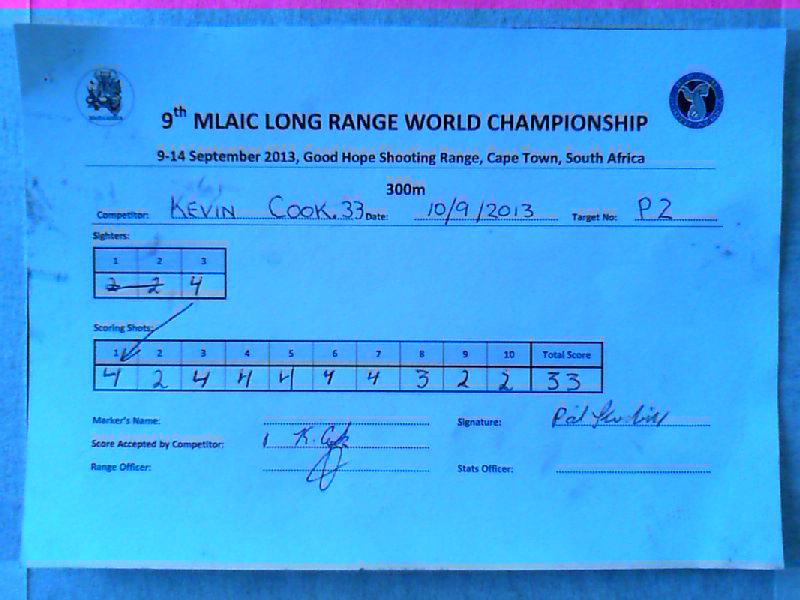 9th MLAIC LONG RANGE WORLD CHAMPIONSHIP
9-14 September 2013, Good Hope Shooting Range, Cape Town, South Africa
300m
Competitor: KEVIN COOK. 33 Date: 10/9/2013 Target No: P2
Sighters:
1 2 3
2 2 4
Scoring Shots:
1 2 3 4 5 6 7 8 9 10 Total Score
4 2 4 4 4 4 4 3 2 2 33
Marker's Name: Signature:
Score Accepted by Competitor: K. Cook
Range Officer: Stats Officer: